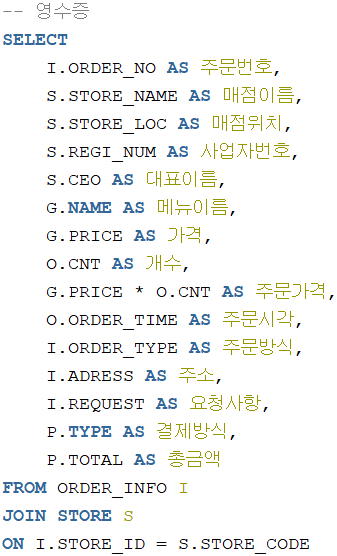 -- 영수증
SELECT
I.ORDER_NO AS 주문번호,
S.STORE_NAME AS 매점이름,
S.STORE_LOC AS 매점위치,
S.REGI_NUM AS 사업자번호,
S.CEO AS 대표이름,
G.NAME AS 메뉴이름,
G.PRICE AS 가격,
O.CNT AS 개수,
G.PRICE * O.CNT AS 주문가격,
O.ORDER_TIME AS 주문시각,
I.ORDER_TYPE AS 주문방식,
I.ADRESS AS 주소,
I.REQUEST AS 요청사항,
P.TYPE AS 결제방식,
P.TOTAL AS 총금액
FROM ORDER_INFO I
JOIN STORE S
ON I.STORE_ID = S.STORE_CODE